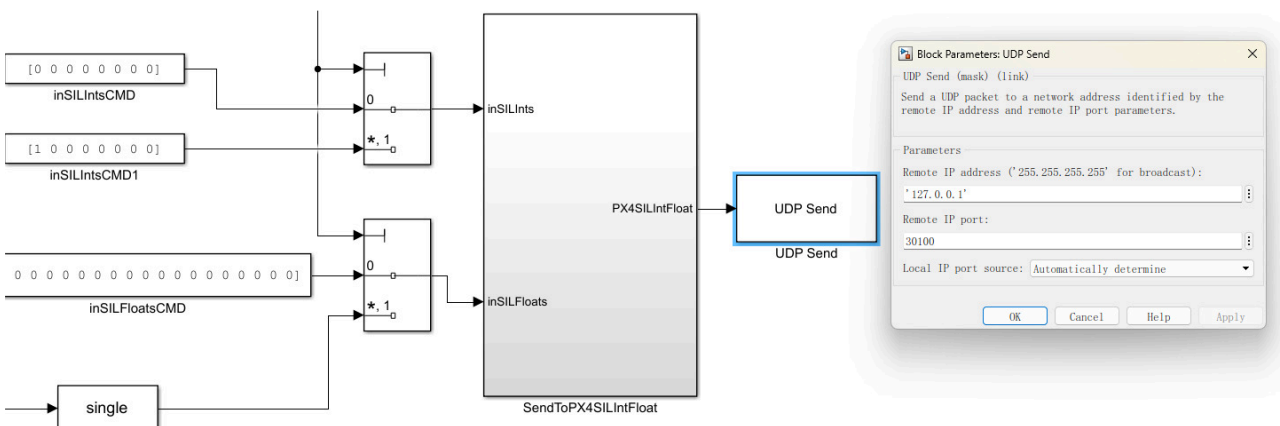 [0 0 0 0 0 0 0 0]
inSILIntsCMD
[1 0 0 0 0 0 0 0]
inSILIntsCMD1
0
*, 1
inSILInts
0 0 0 0 0 0 0 0 0 0 0 0 0 0 0 0 0 0]
inSILFloatsCMD
0
*, 1
inSILFloats
single
PX4SILIntFloat
SendToPX4SILIntFloat
UDP Send
UDP Send
Block Parameters: UDP Send
UDP Send (mask) (link)
Send a UDP packet to a network address identified by the
remote IP address and remote IP port parameters.
Parameters
Remote IP address ('255.255.255.255' for broadcast):
'127.0.0.1'
Remote IP port:
30100
Local IP port source: Automatically determine
OK Cancel Help Apply